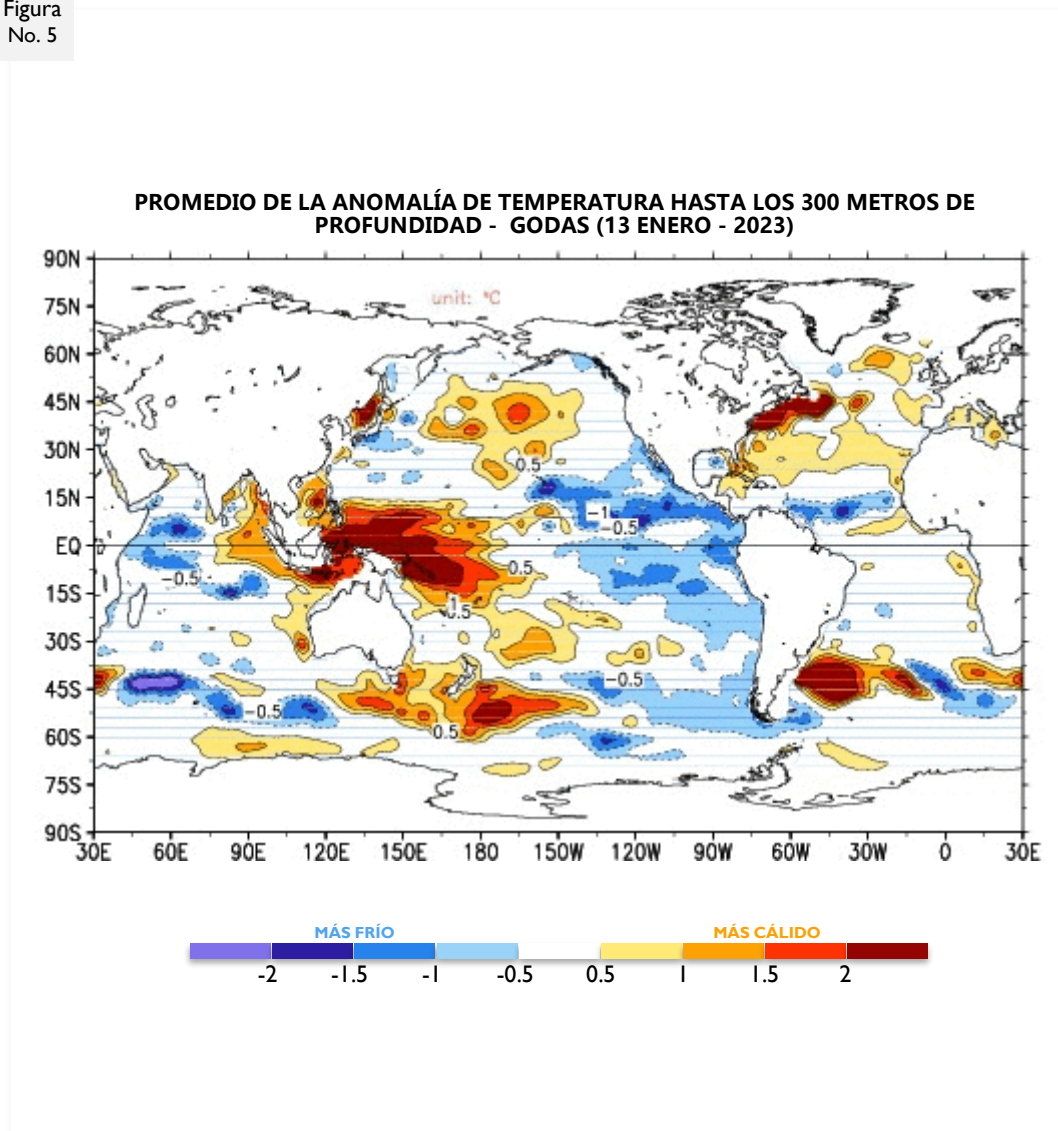 Figura
No. 5
PROMEDIO DE LA ANOMALÍA DE TEMPERATURA HASTA LOS 300 METROS DE
PROFUNDIDAD - GODAS (13 ENERO - 2023)
90N
unit: °C
75N
60N
45N
30N
0.5
15N
-1
-0.5
EQ
-0.5
0.5
15S
1
0.5
30S
-0.5
45S
-0.5
0.5
60S
75S
90S
30E 60E 90E 120E 150E 180 150W 120W 90W 60W 30W 0 30E
MÁS FRÍO MÁS CÁLIDO
-2 -1.5 -1 -0.5 0.5 1 1.5 2